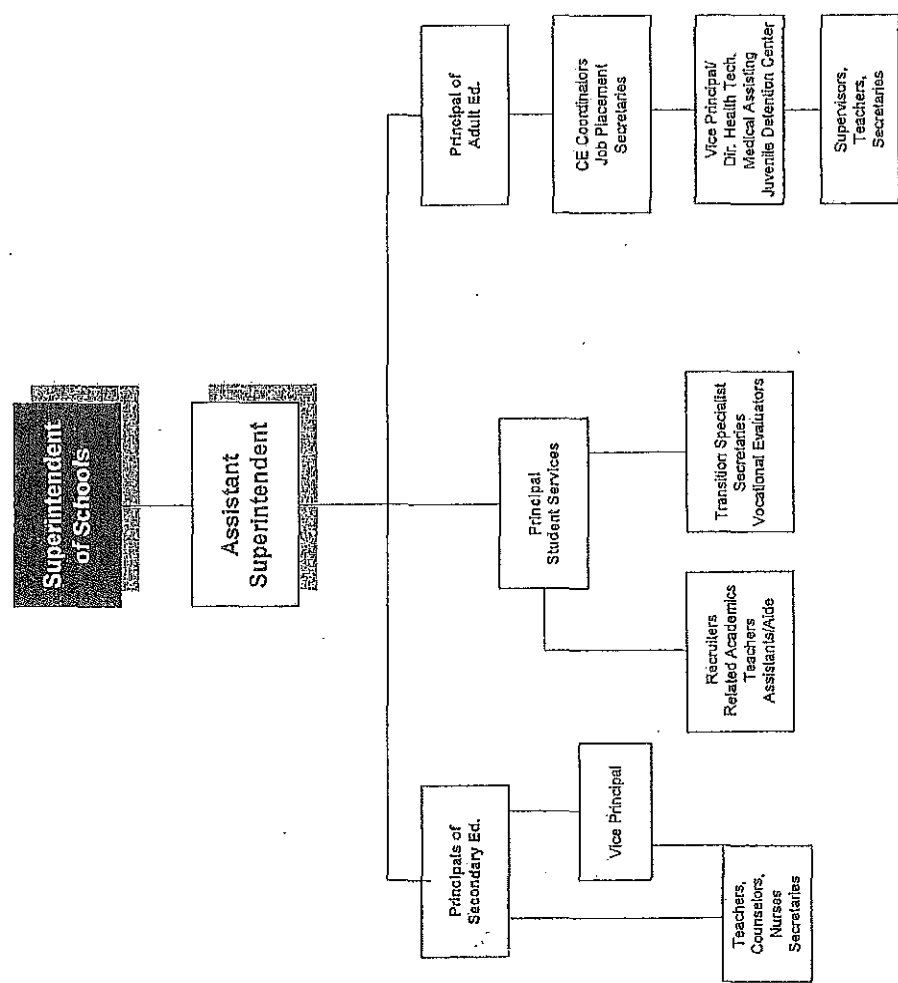 Superintendent
of Schools
Assistant
Superintendent
Principals of
Secondary Ed.
Vice Principal
Teachers,
Counselors,
Nurses
Secretaries
Principal
Student Services
Recruiters
Related Academics
Teachers
Assistants/Aide
Transition Specialist
Secretaries
Vocational Evaluators
Principal of
Adult Ed.
CE Coordinators
Job Placement
Secretaries
Vice Principal/
Dir. Health Tech.
Medical Assisting
Juvenile Detention Center
Supervisors,
Teachers,
Secretaries